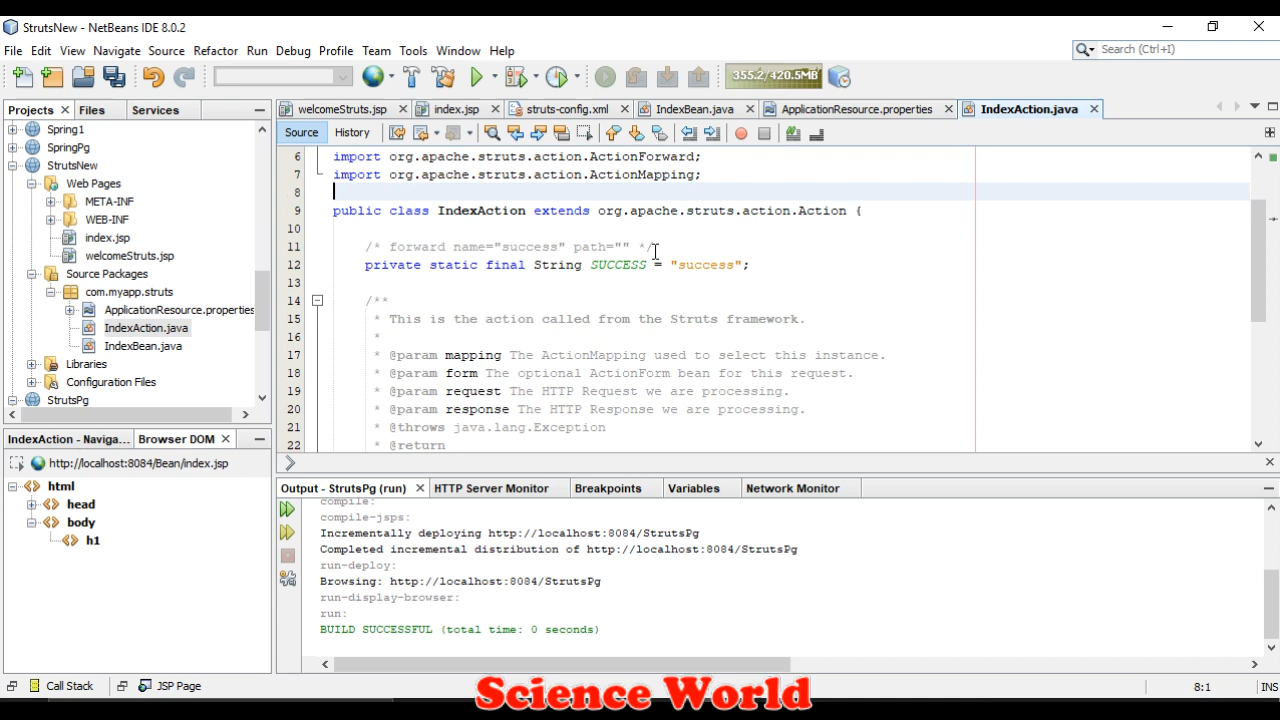 StrutsNew - NetBeans IDE 8.0.2
File Edit View Navigate Source Refactor Run Debug Profile Team Tools Window Help
Search (Ctrl+I)
355.2/420.5MB
Projects Files Services
welcomeStruts.jsp index.jsp struts-config.xml IndexBean.java ApplicationResource.properties IndexAction.java
Source History
Spring1
SpringPg
StrutsNew
Web Pages
META-INF
WEB-INF
index.jsp
welcomeStruts.jsp
Source Packages
com.myapp.struts
ApplicationResource.properties
IndexAction.java
IndexBean.java
Libraries
Configuration Files
StrutsPg
6 import org.apache.struts.action.ActionForward;
7 import org.apache.struts.action.ActionMapping;
8
9 public class IndexAction extends org.apache.struts.action.Action {
10
11 /* forward name="success" path="" */
12 private static final String SUCCESS = "success";
13
14 /**
15 * This is the action called from the Struts framework.
16 *
17 * @param mapping The ActionMapping used to select this instance.
18 * @param form The optional ActionForm bean for this request.
19 * @param request The HTTP Request we are processing.
20 * @param response The HTTP Response we are processing.
21 * @throws java.lang.Exception
22 * @return
IndexAction - Naviga... Browser DOM
http://localhost:8084/Bean/index.jsp
html
head
body
h1
Output - StrutsPg (run) HTTP Server Monitor Breakpoints Variables Network Monitor
compile:
compile-jsps:
Incrementally deploying http://localhost:8084/StrutsPg
Completed incremental distribution of http://localhost:8084/StrutsPg
run-deploy:
Browsing: http://localhost:8084/StrutsPg
run-display-browser:
run:
BUILD SUCCESSFUL (total time: 0 seconds)
Call Stack JSP Page
8:1 INS
Science World